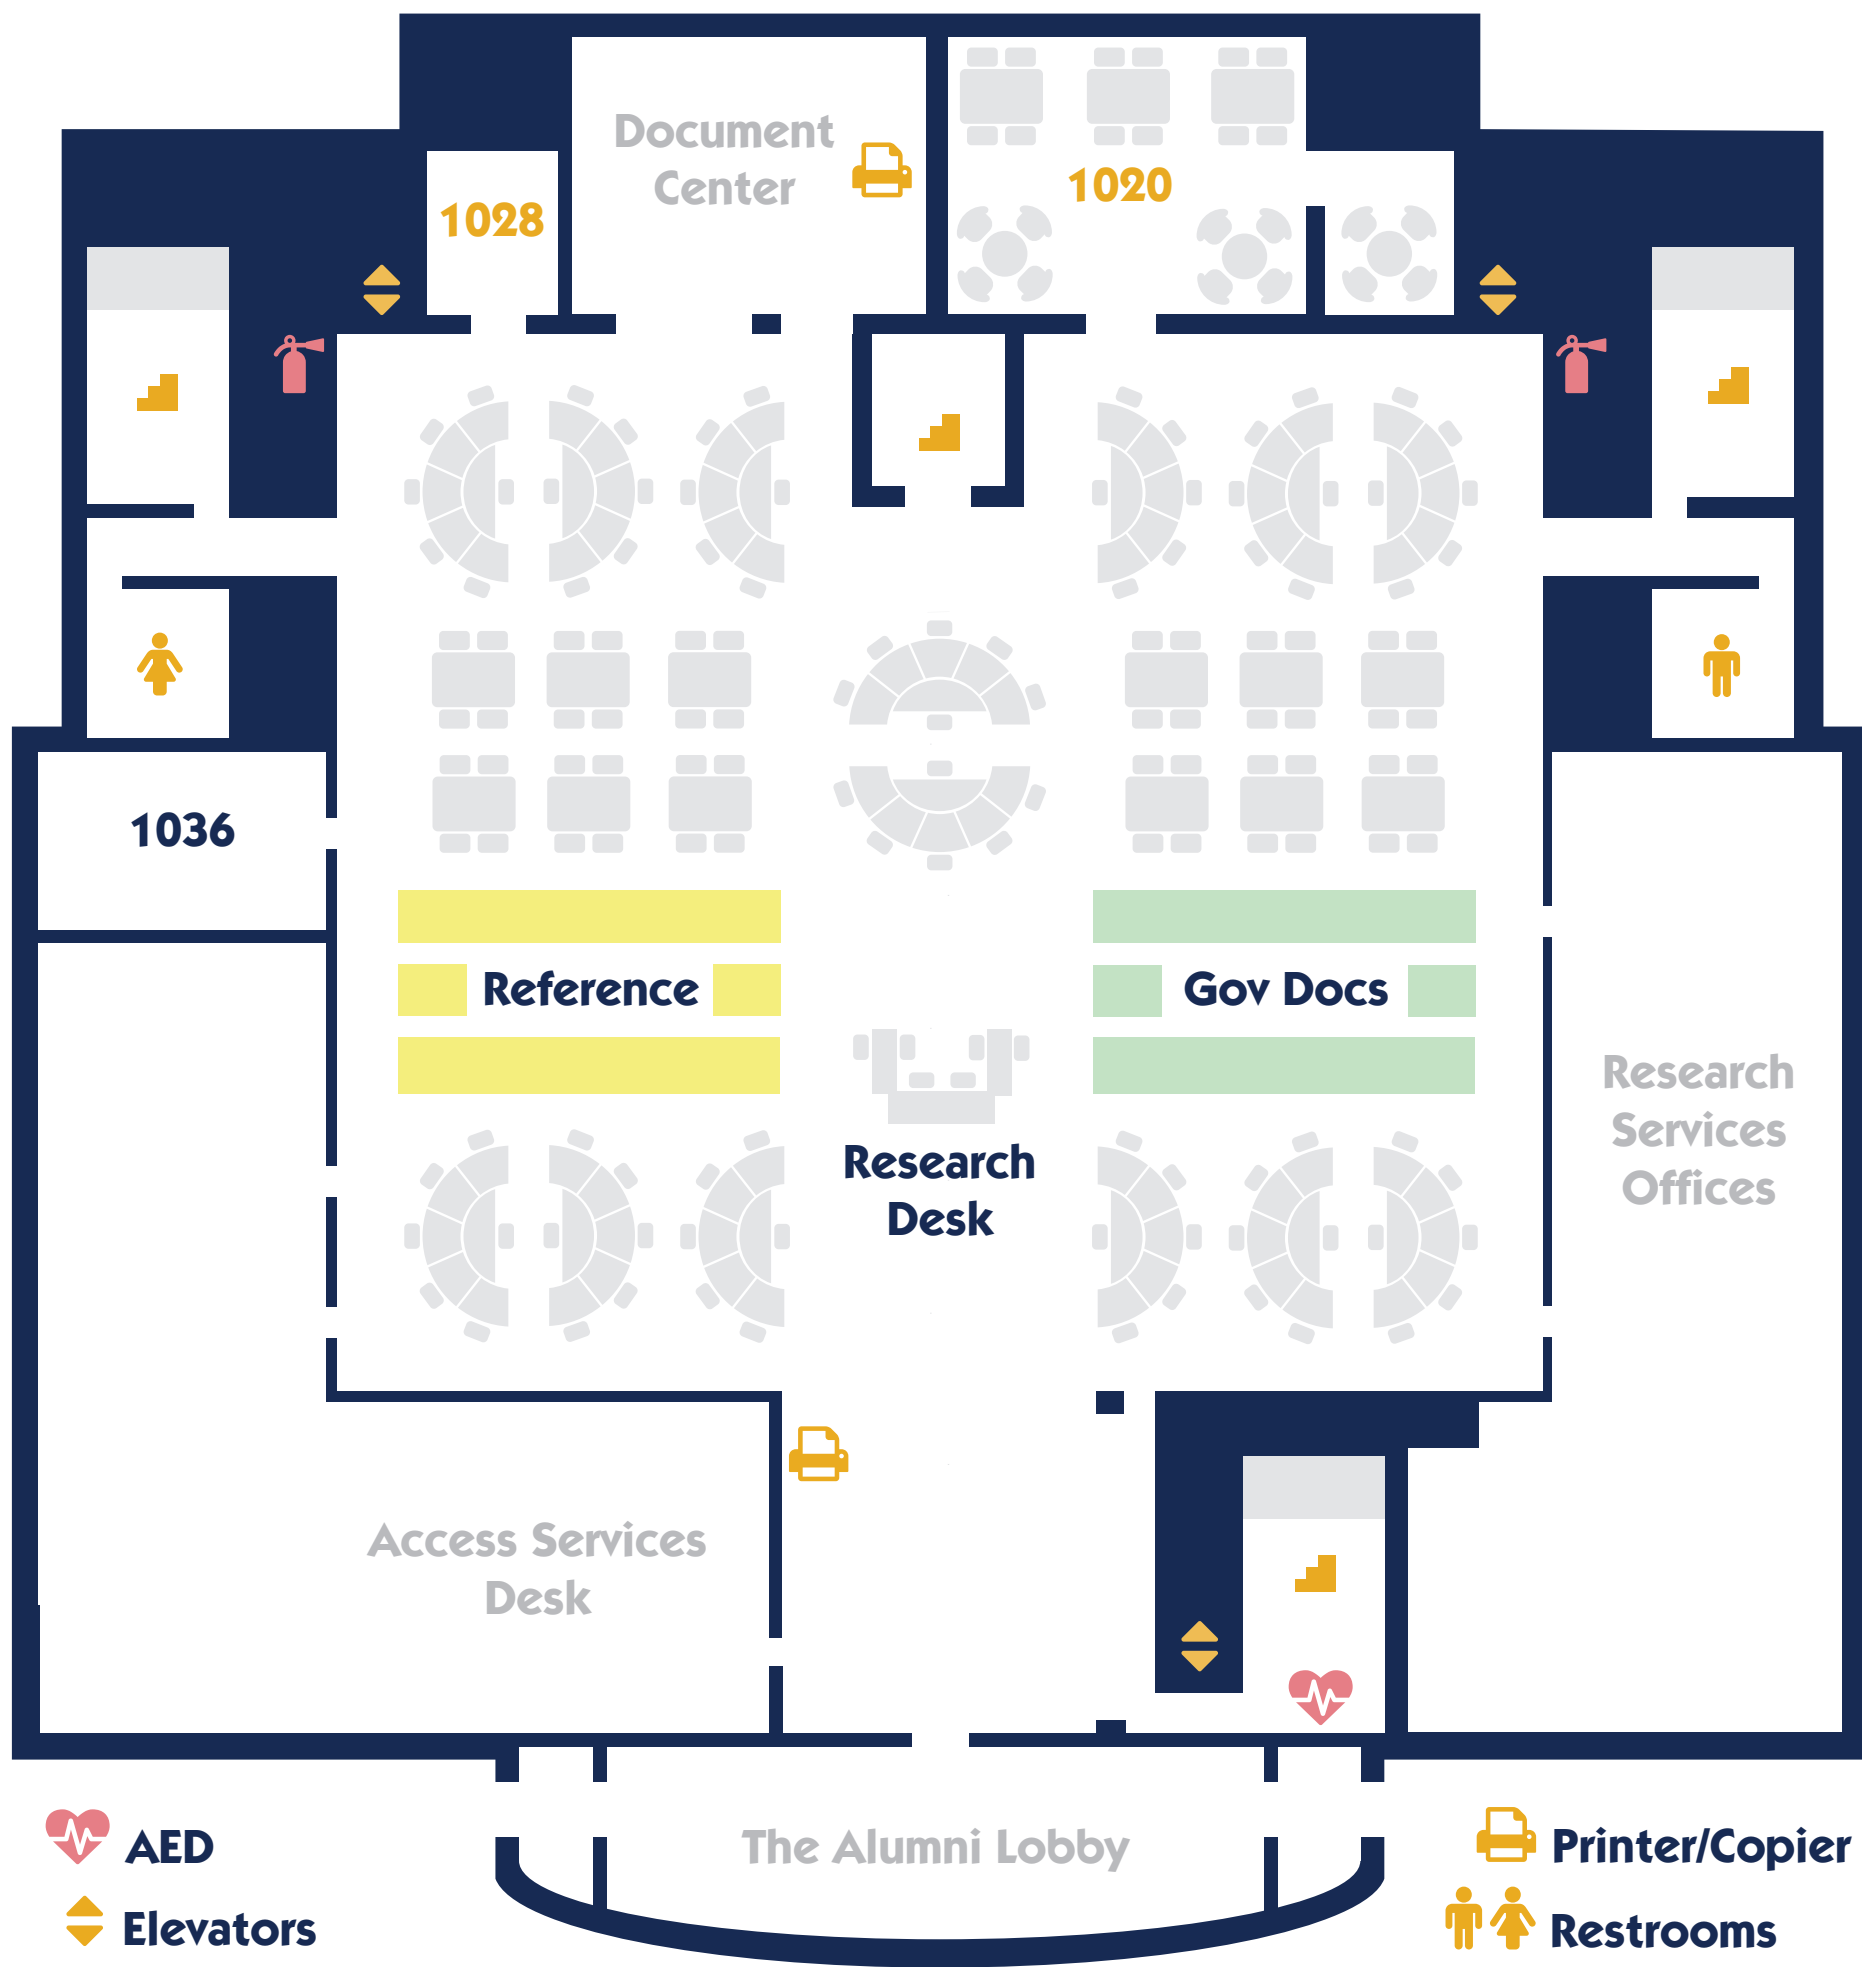 Document
Center
1028
1020
1036
Reference
Gov Docs
Research
Desk
Research
Services
Offices
Access Services
Desk
The Alumni Lobby
AED
Elevators
Printer/Copier
Restrooms